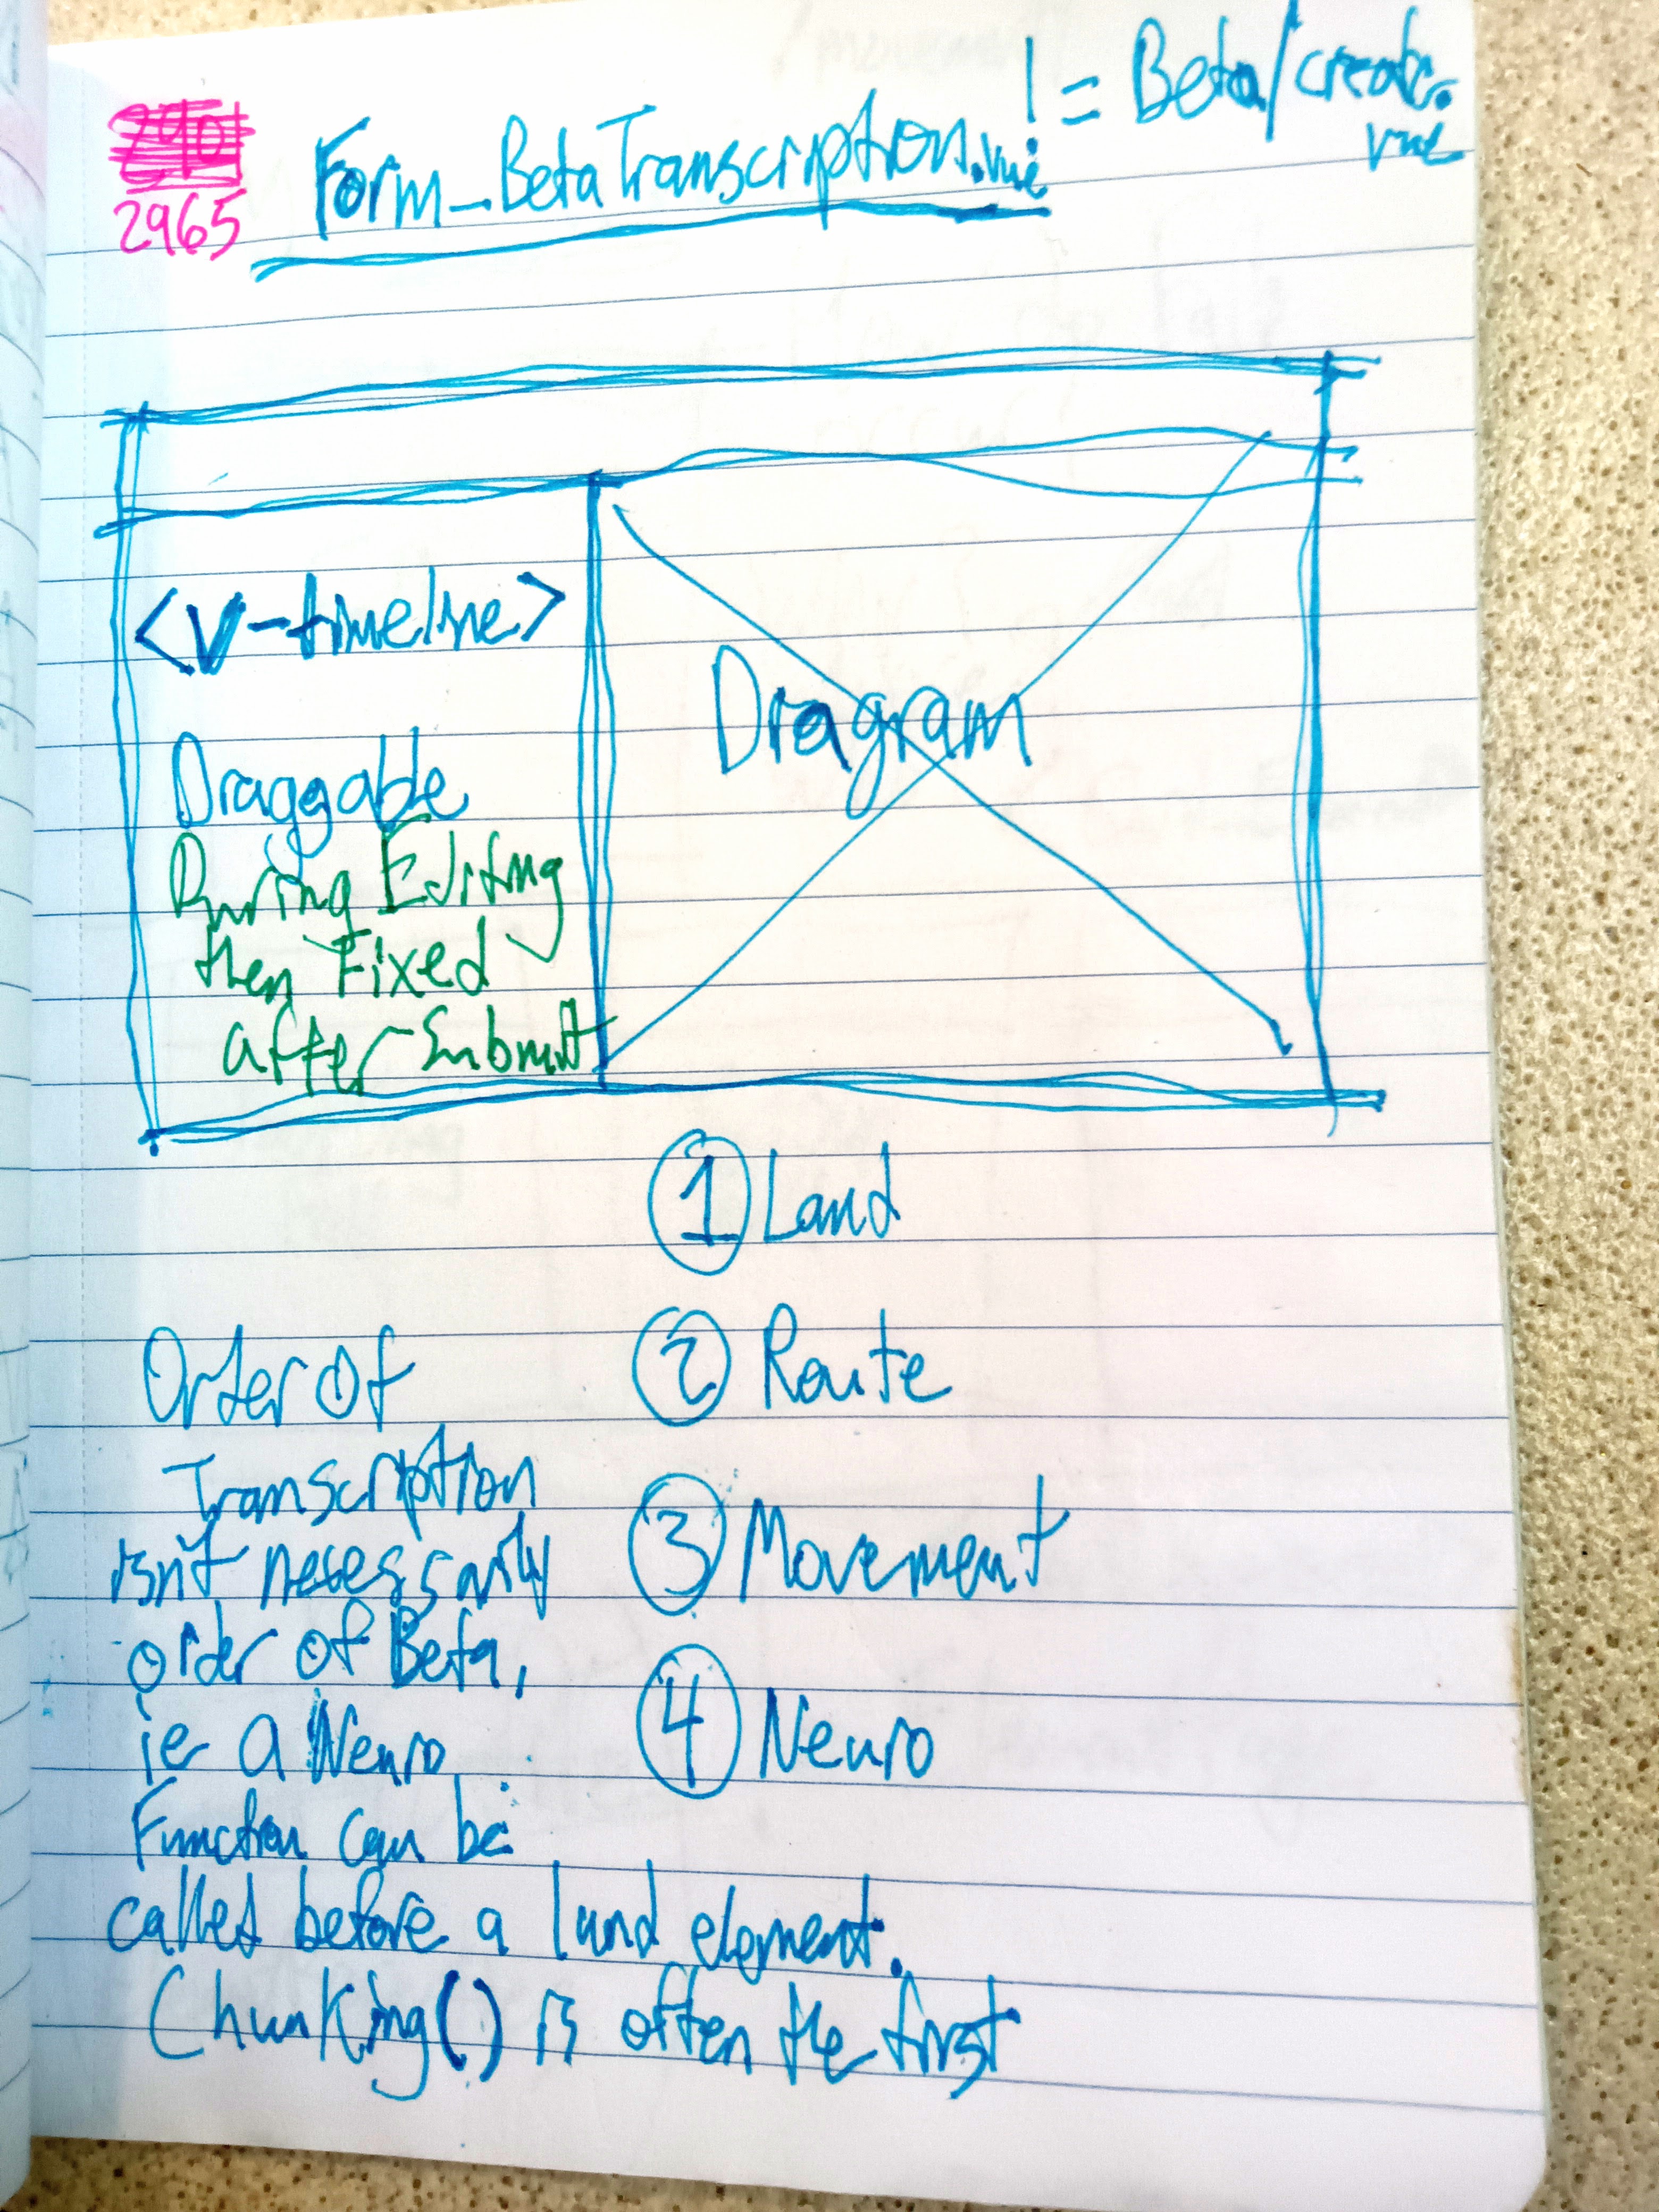 2965
Form_BetaTranscription.vue != Beta/create.
vue
<v-timeline>
Draggable
During Editing
then Fixed
after Submit
Diagram
1 Land
2 Route
3 Movement
4 Neuro
Order of
Transcription
isn't necessarily
order of Beta,
ie a Neuro
Function can be
called before a land element.
Chunking() is often the first